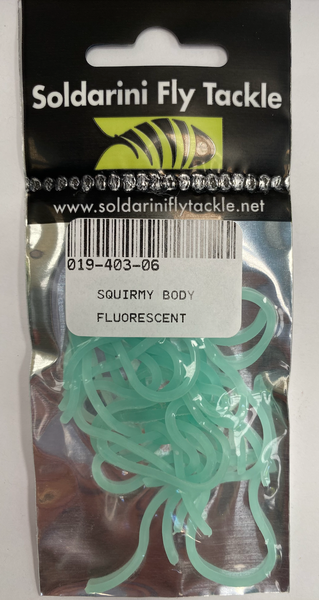 Soldarini Fly Tackle
www.soldariniflytackle.net
019-403-06
SQUIRMY BODY
FLUORESCENT